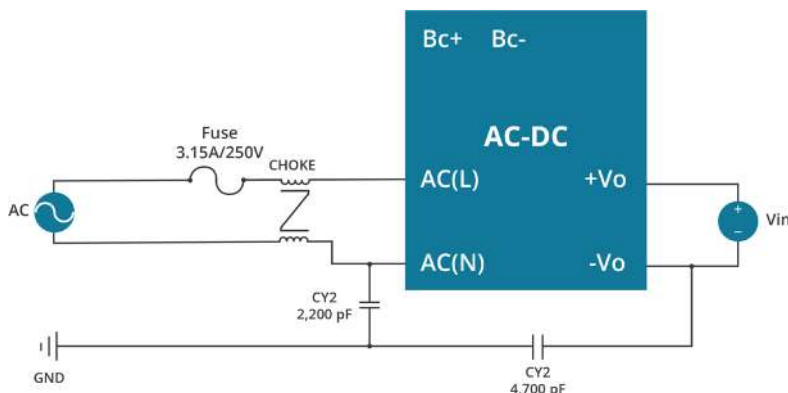 Bc+ Bc-
AC-DC
Fuse
3.15A/250V
CHOKE
AC(L)
+Vo
AC
Vin
+
−
AC(N)
-Vo
CY2
2,200 pF
GND
CY2
4,700 pF